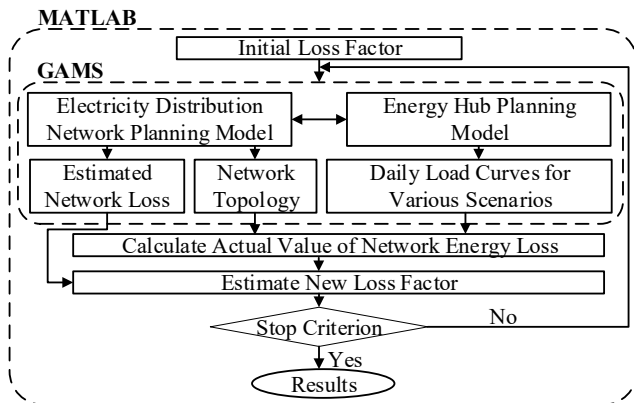 MATLAB
Initial Loss Factor
GAMS
Electricity Distribution
Network Planning Model
Energy Hub Planning
Model
Estimated
Network Loss
Network
Topology
Daily Load Curves for
Various Scenarios
Calculate Actual Value of Network Energy Loss
Estimate New Loss Factor
Stop Criterion
No
Yes
Results